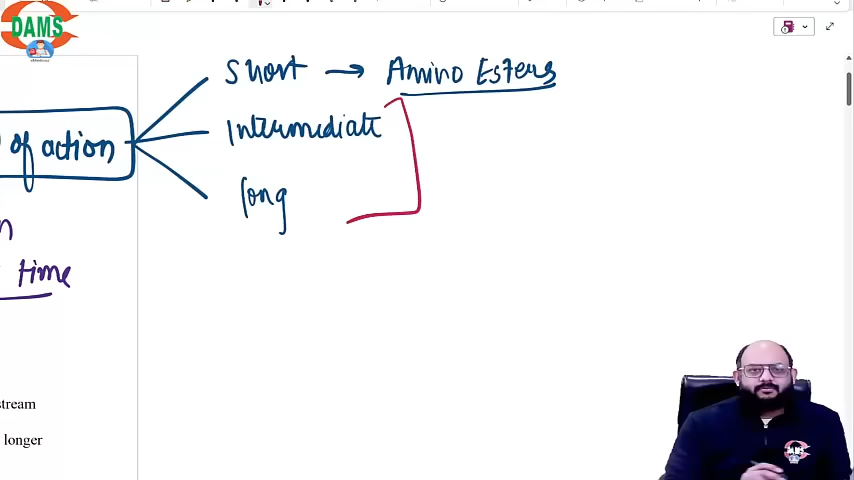 DAMS
Short → Amino Esters
of action
Intermediate
long
time
stream
longer